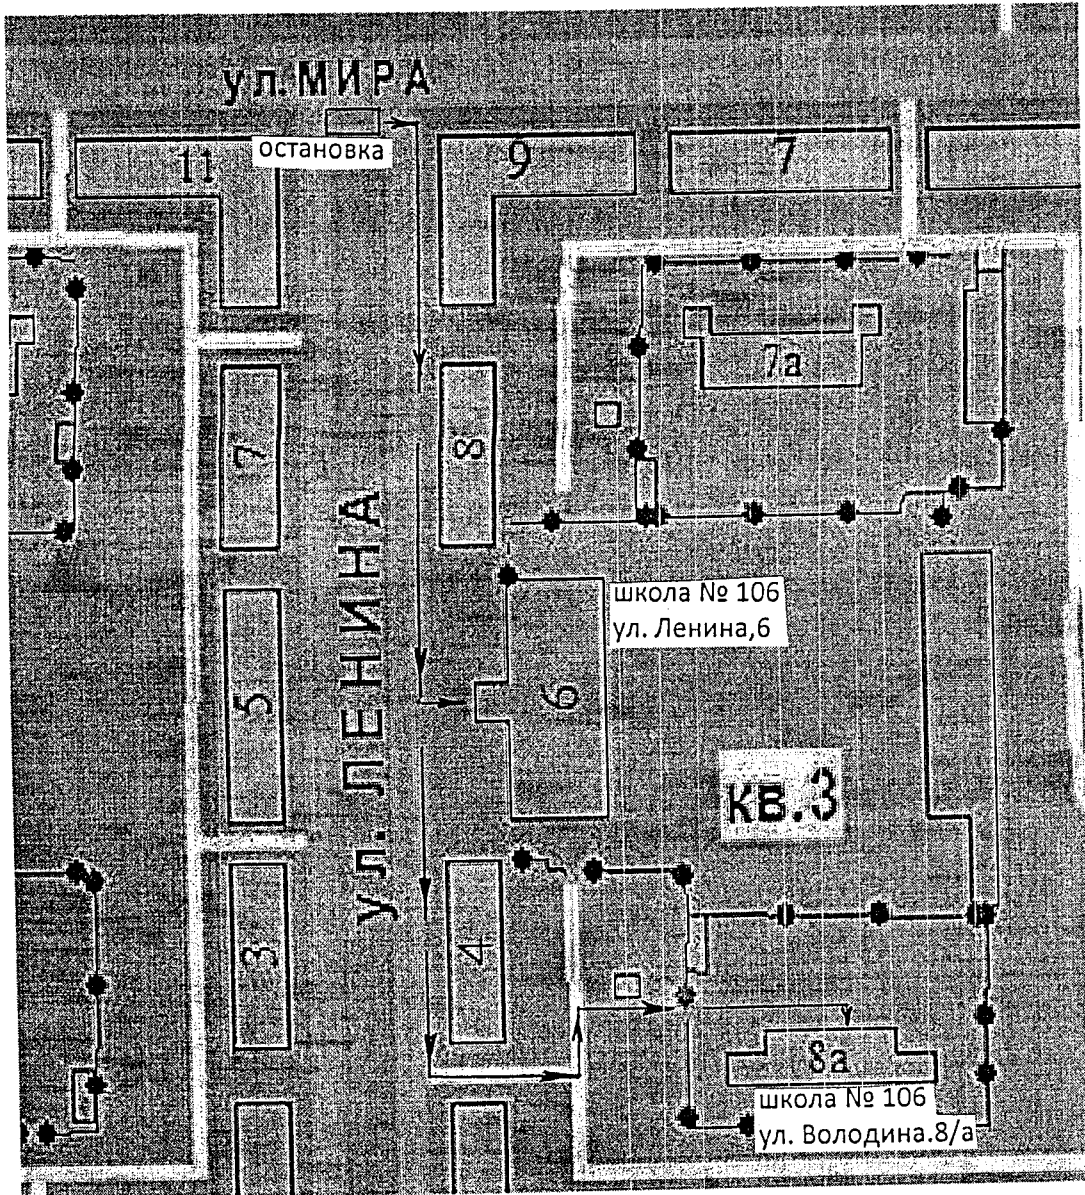 ул. МИРА
остановка
11
9
7
7а
7
8
ул. ЛЕНИНА
школа № 106
ул. Ленина,6
5
6
кв.3
3
4
8а
школа № 106
ул. Володина.8/а